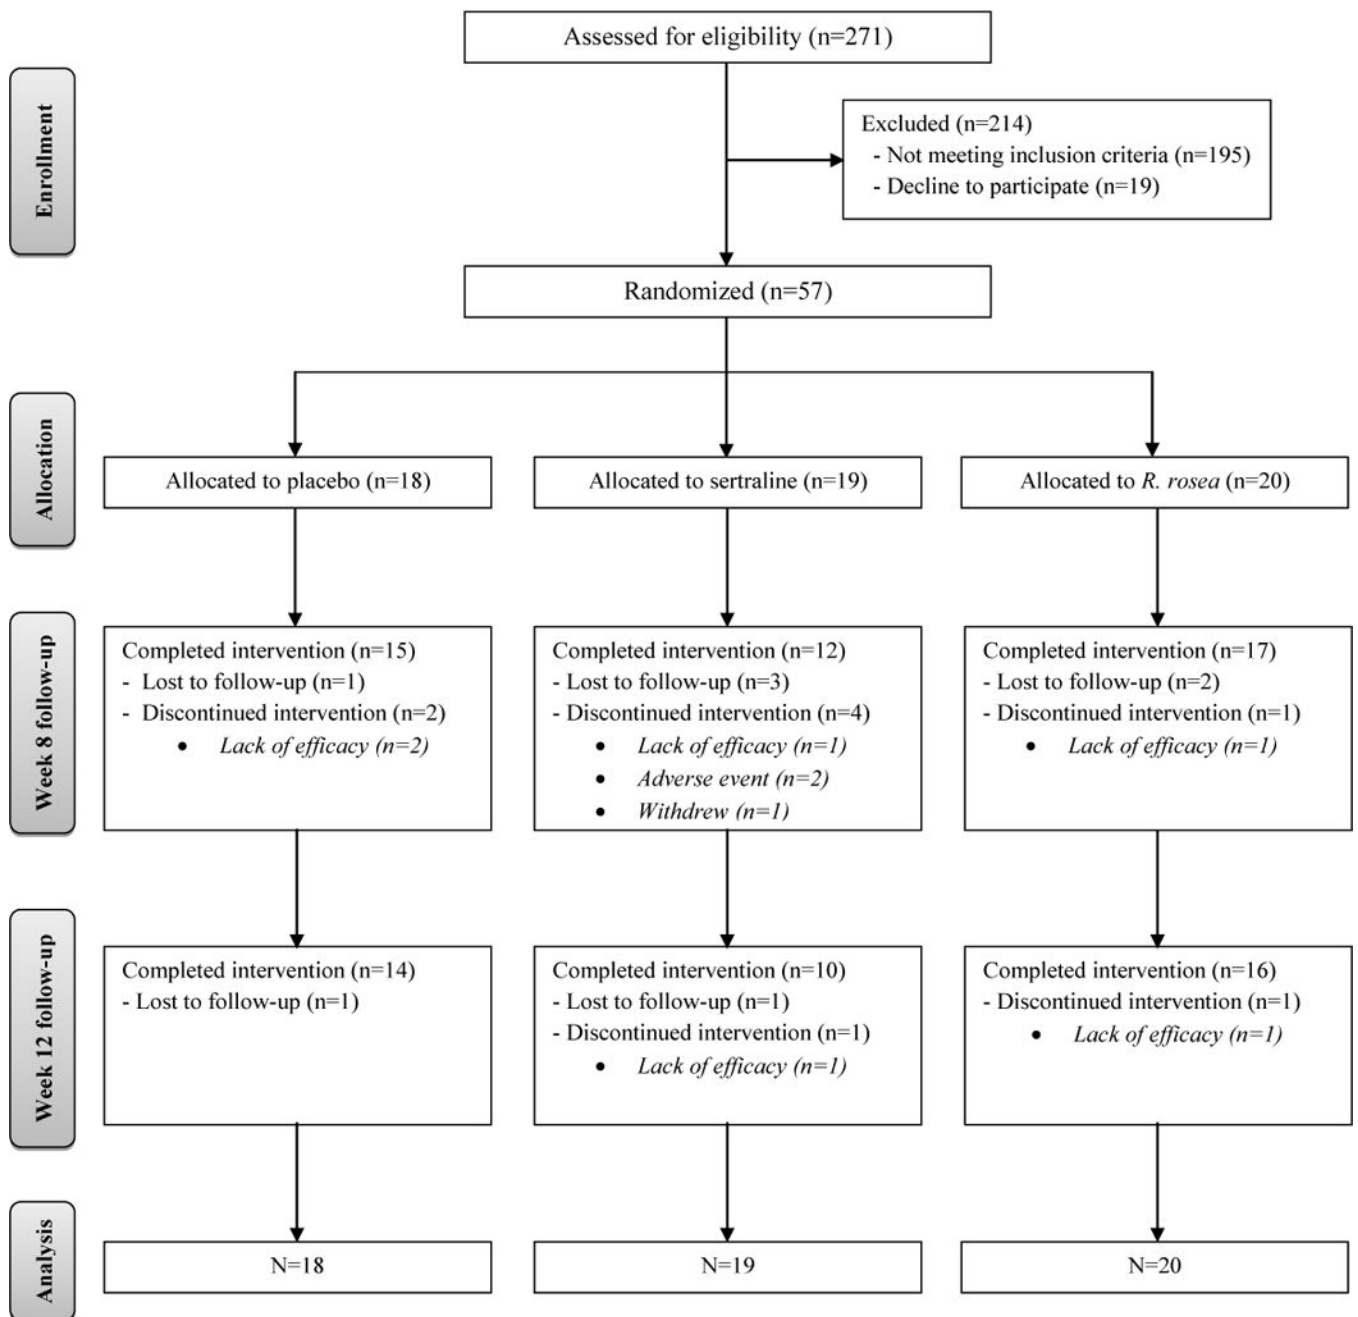 Assessed for eligibility (n=271)
Enrollment
Excluded (n=214)
- Not meeting inclusion criteria (n=195)
- Decline to participate (n=19)
Randomized (n=57)
Allocation
Allocated to placebo (n=18)
Allocated to sertraline (n=19)
Allocated to R. rosea (n=20)
Week 8 follow-up
Completed intervention (n=15)
- Lost to follow-up (n=1)
- Discontinued intervention (n=2)
• Lack of efficacy (n=2)
Completed intervention (n=12)
- Lost to follow-up (n=3)
- Discontinued intervention (n=4)
• Lack of efficacy (n=1)
• Adverse event (n=2)
• Withdrew (n=1)
Completed intervention (n=17)
- Lost to follow-up (n=2)
- Discontinued intervention (n=1)
• Lack of efficacy (n=1)
Week 12 follow-up
Completed intervention (n=14)
- Lost to follow-up (n=1)
Completed intervention (n=10)
- Lost to follow-up (n=1)
- Discontinued intervention (n=1)
• Lack of efficacy (n=1)
Completed intervention (n=16)
- Discontinued intervention (n=1)
• Lack of efficacy (n=1)
Analysis
N=18
N=19
N=20